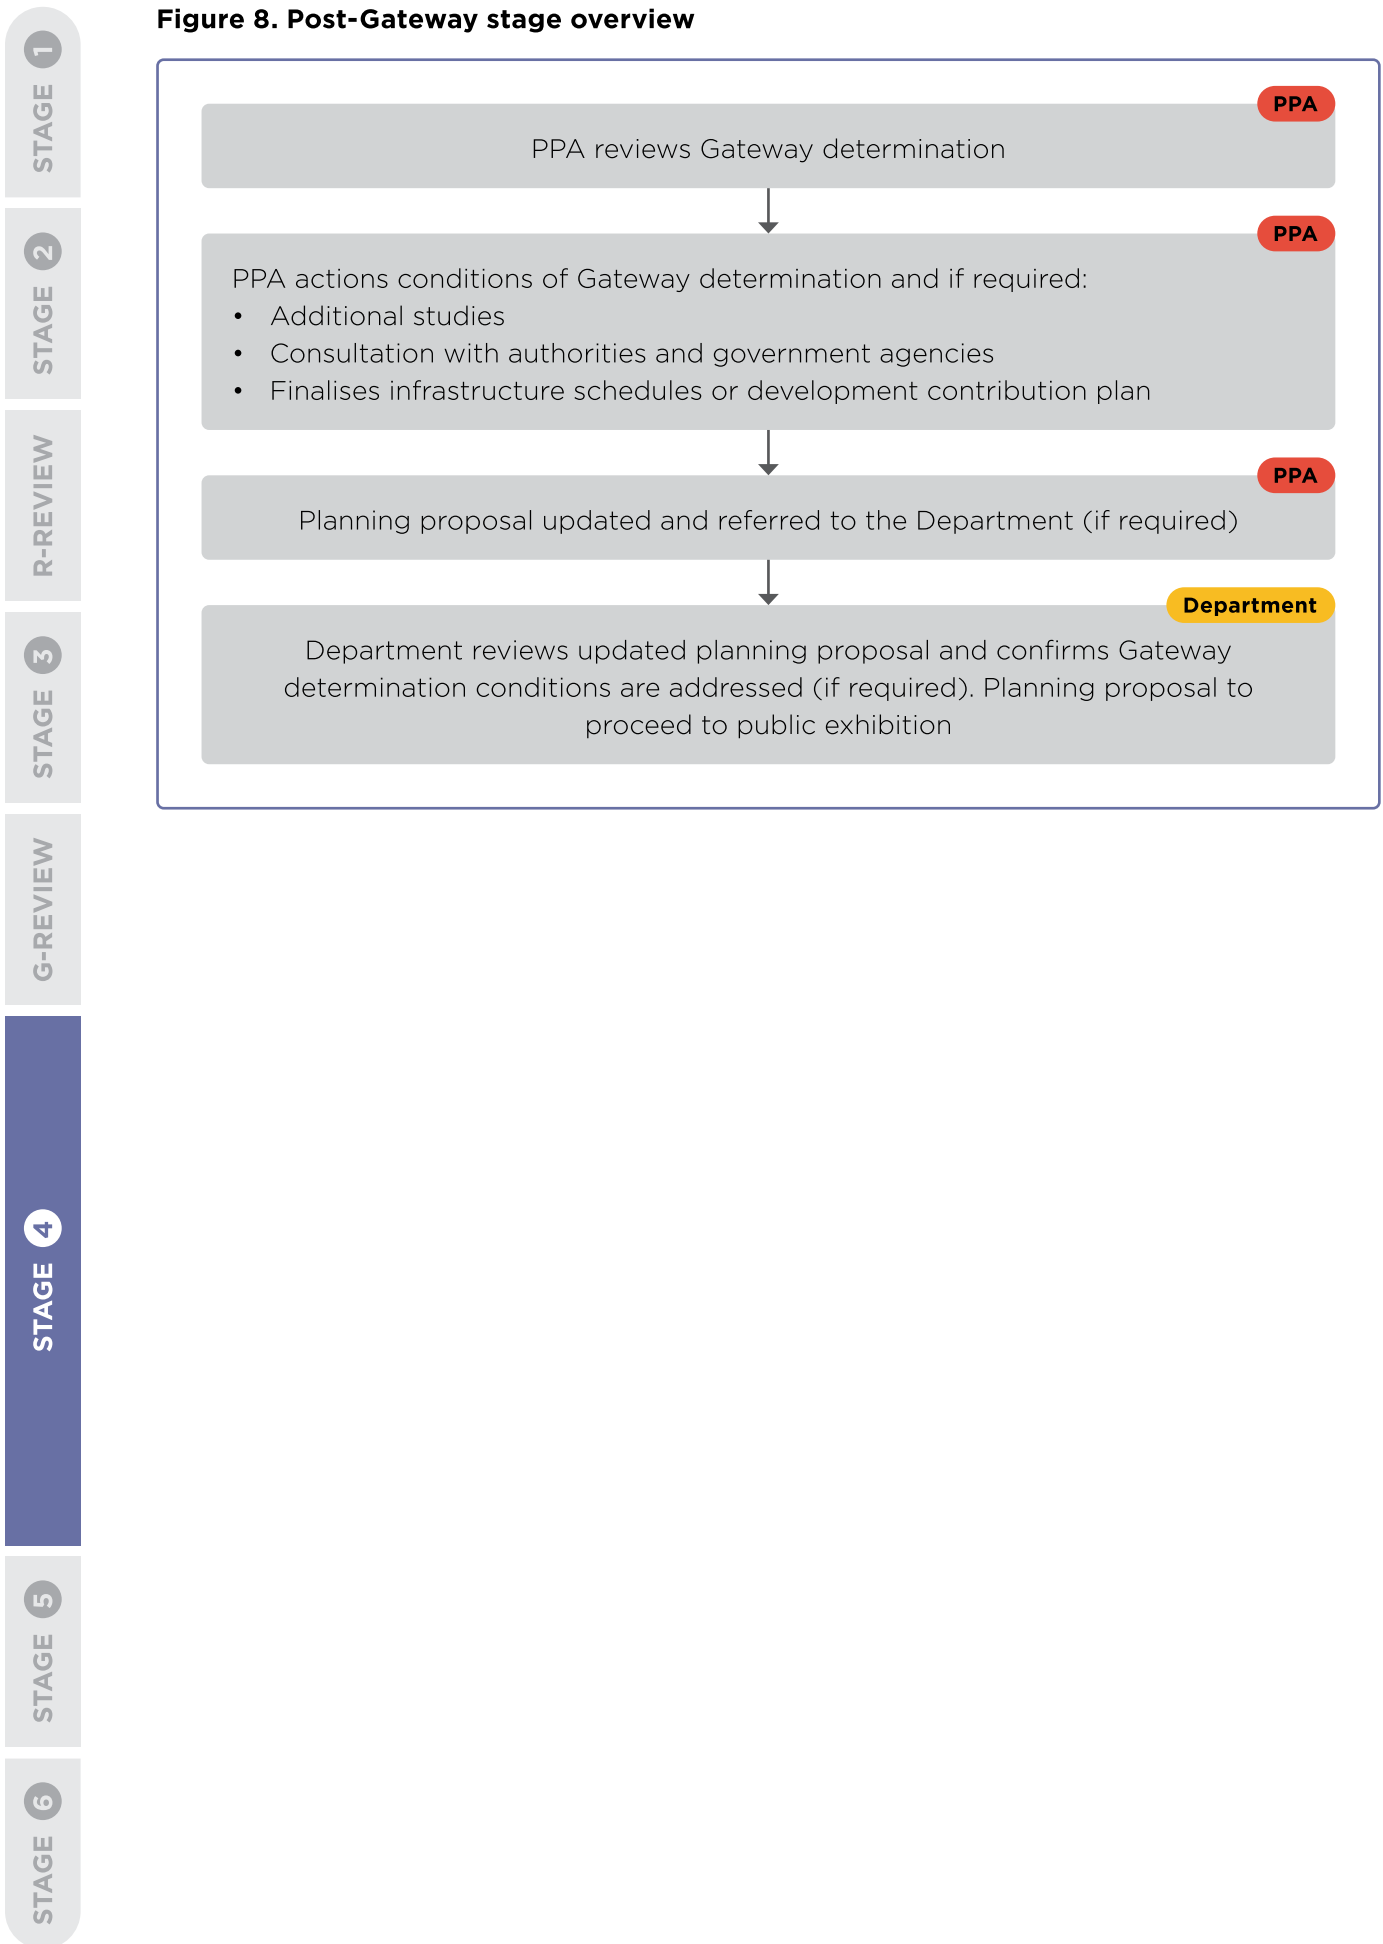 Figure 8. Post-Gateway stage overview
STAGE 1
STAGE 2
R-REVIEW
STAGE 3
G-REVIEW
STAGE 4
STAGE 5
STAGE 6
PPA
PPA reviews Gateway determination
PPA
PPA actions conditions of Gateway determination and if required:
• Additional studies
• Consultation with authorities and government agencies
• Finalises infrastructure schedules or development contribution plan
PPA
Planning proposal updated and referred to the Department (if required)
Department
Department reviews updated planning proposal and confirms Gateway
determination conditions are addressed (if required). Planning proposal to
proceed to public exhibition